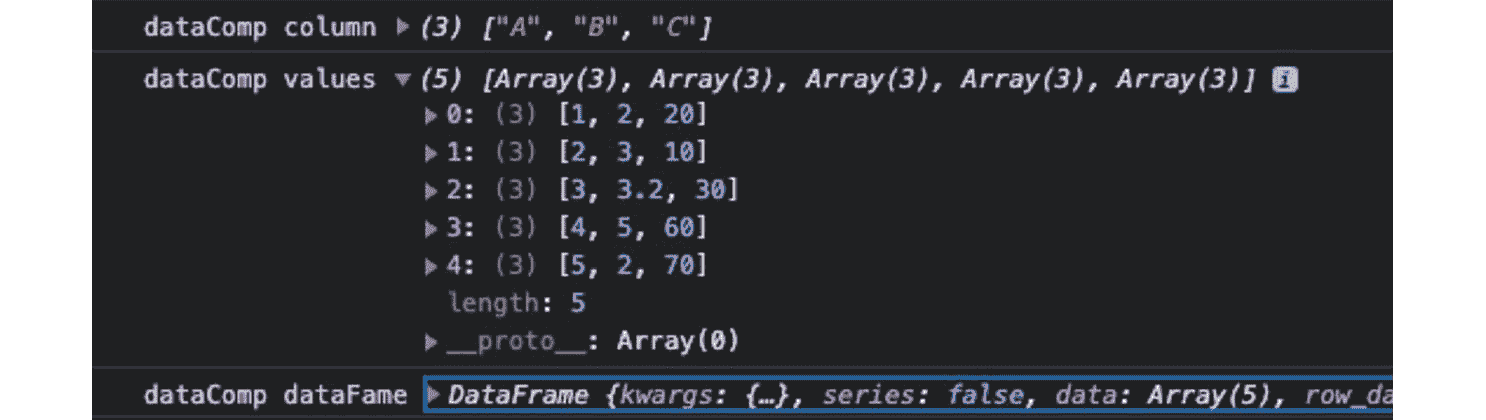 dataComp column ▶ (3) ["A", "B", "C"]
dataComp values ▼ (5) [Array(3), Array(3), Array(3), Array(3), Array(3)] i
▶ 0: (3) [1, 2, 20]
▶ 1: (3) [2, 3, 10]
▶ 2: (3) [3, 3.2, 30]
▶ 3: (3) [4, 5, 60]
▶ 4: (3) [5, 2, 70]
length: 5
▶ __proto__: Array(0)
dataComp dataFame ▶ DataFrame {kwargs: {…}, series: false, data: Array(5), row_da